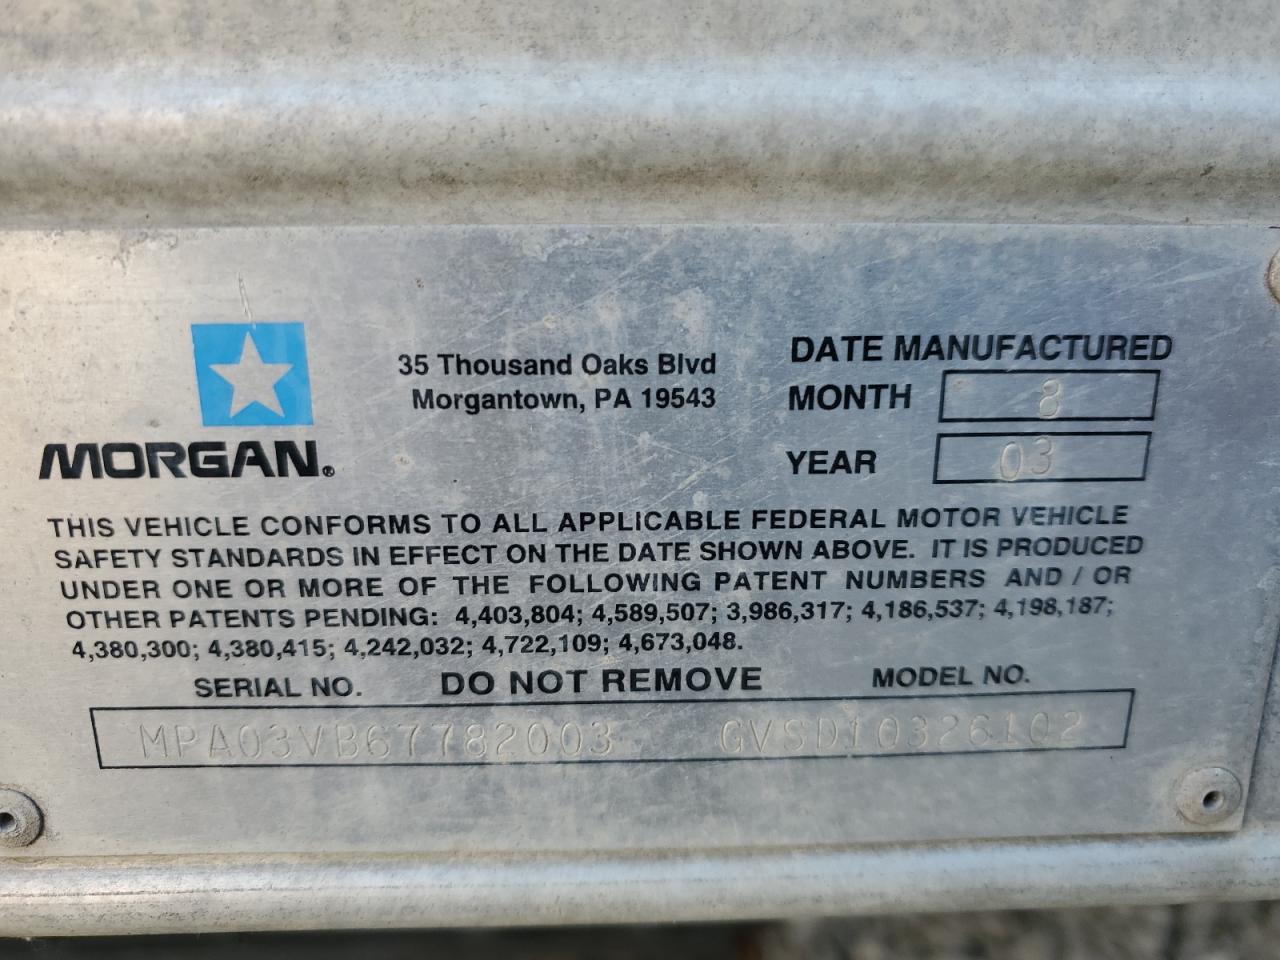 MORGAN®
35 Thousand Oaks Blvd
Morgantown, PA 19543
DATE MANUFACTURED
MONTH 8
YEAR 03
THIS VEHICLE CONFORMS TO ALL APPLICABLE FEDERAL MOTOR VEHICLE
SAFETY STANDARDS IN EFFECT ON THE DATE SHOWN ABOVE. IT IS PRODUCED
UNDER ONE OR MORE OF THE FOLLOWING PATENT NUMBERS AND / OR
OTHER PATENTS PENDING: 4,403,804; 4,589,507; 3,986,317; 4,186,537; 4,198,187;
4,380,300; 4,380,415; 4,242,032; 4,722,109; 4,673,048.
SERIAL NO. DO NOT REMOVE MODEL NO.
MPA03VB67782003 GVSD10326102